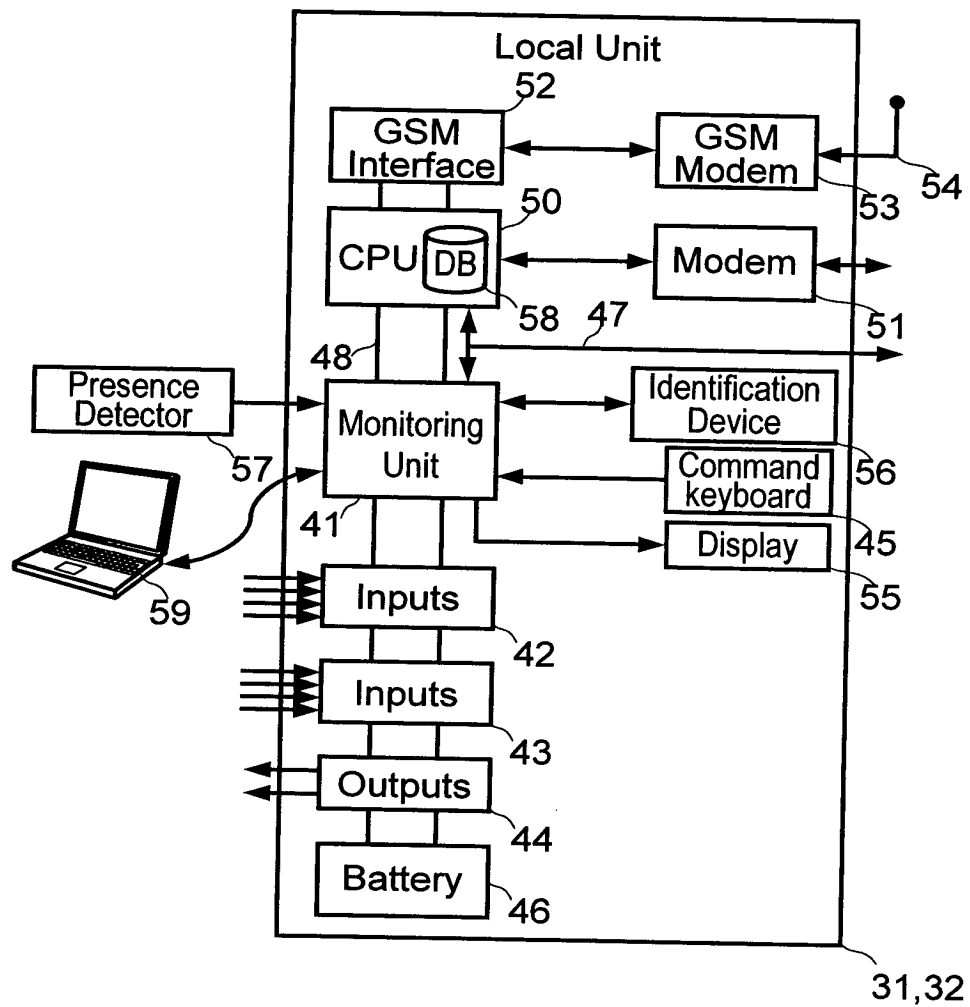 Local Unit
52
GSM
Interface
GSM
Modem
53
54
50
CPU
DB
58
Modem
51
48
47
Presence
Detector
57
Monitoring
Unit
41
Identification
Device
56
Command
keyboard
45
Display
55
59
Inputs
42
Inputs
43
Outputs
44
Battery
46
31,32